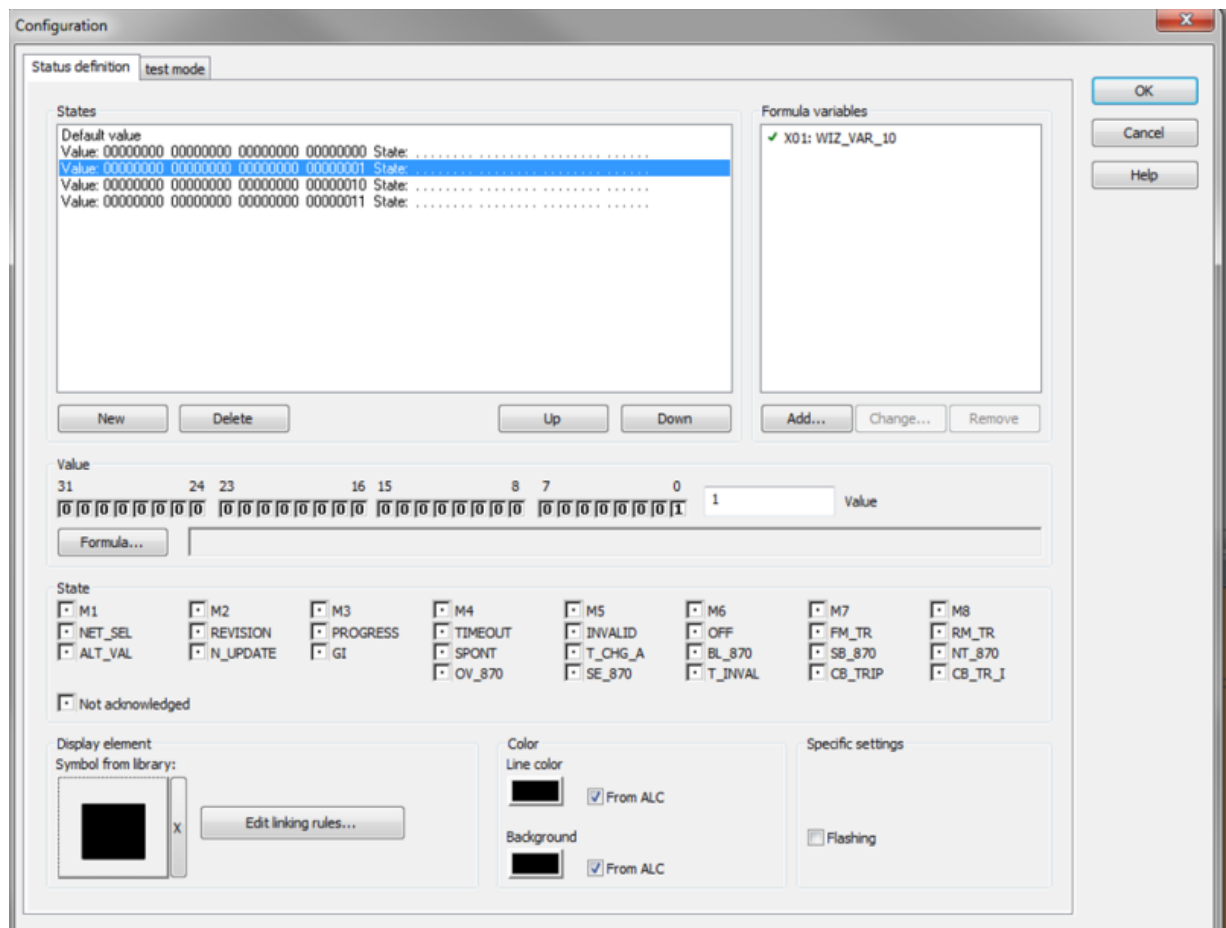 Configuration
Status definition test mode
OK
Cancel
Help
States
Default value
Value: 00000000 00000000 00000000 00000000 State: . . . . . . . . . . . . . . . . . . . . . . . . . . . . . .
Value: 00000000 00000000 00000000 00000001 State: . . . . . . . . . . . . . . . . . . . . . . . . . . . . . .
Value: 00000000 00000000 00000000 00000010 State: . . . . . . . . . . . . . . . . . . . . . . . . . . . . . .
Value: 00000000 00000000 00000000 00000011 State: . . . . . . . . . . . . . . . . . . . . . . . . . . . . . .
New Delete Up Down
Formula variables
X01: WIZ_VAR_10
Add... Change... Remove
Value
31 24 23 16 15 8 7 0
0 0 0 0 0 0 0 0 0 0 0 0 0 0 0 0 0 0 0 0 0 0 0 0 0 0 0 0 0 0 0 1 1 Value
Formula...
State
M1 M2 M3 M4 M5 M6 M7 M8
NET_SEL REVISION PROGRESS TIMEOUT INVALID OFF FM_TR RM_TR
ALT_VAL N_UPDATE GI SPONT T_CHG_A BL_870 SB_870 NT_870
OV_870 SE_870 T_INVAL CB_TRIP CB_TR_I
Not acknowledged
Display element
Symbol from library:
X
Edit linking rules...
Color
Line color
From ALC
Background
From ALC
Specific settings
Flashing